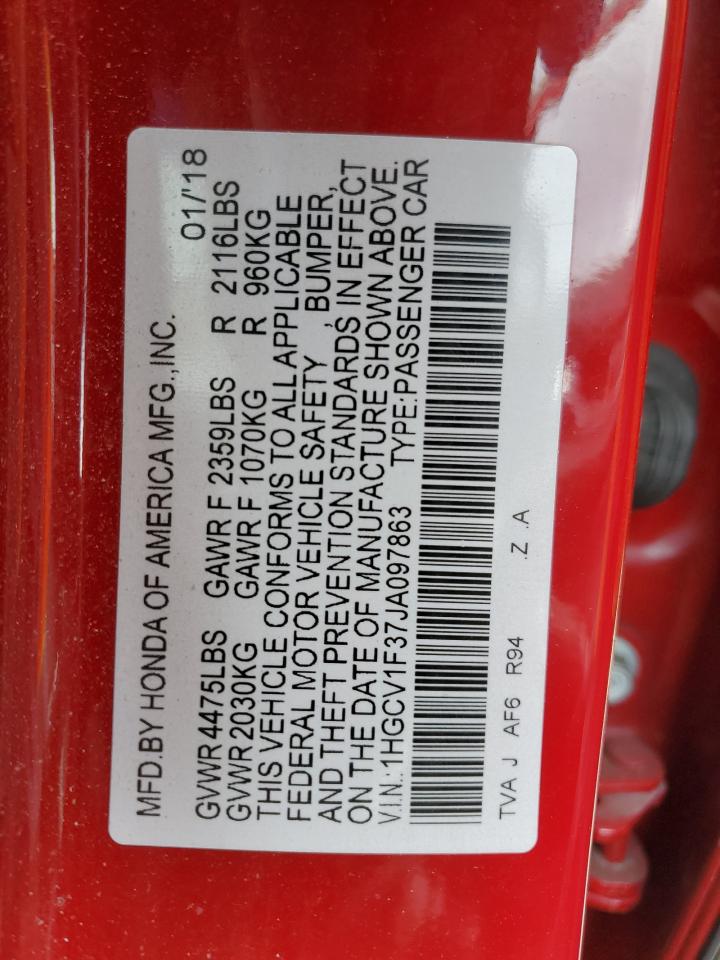 MFD.BY HONDA OF AMERICA MFG.,INC. 01/'18
GVWR 4475LBS GAWR F 2359LBS R 2116LBS
GVWR 2030KG GAWR F 1070KG R 960KG
THIS VEHICLE CONFORMS TO ALL APPLICABLE
FEDERAL MOTOR VEHICLE SAFETY , BUMPER,
AND THEFT PREVENTION STANDARDS IN EFFECT
ON THE DATE OF MANUFACTURE SHOWN ABOVE.
V.I.N.: 1HGCV1F37JA097863 TYPE:PASSENGER CAR
TVA J AF6 R94 .Z .A